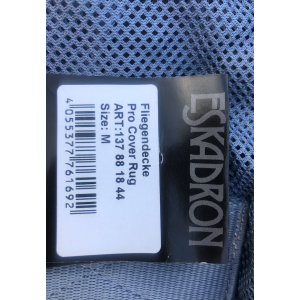 ESKADRON
Fliegendecke
Pro Cover Rug
ART:137 88 18 44
Size: M
4 055377 761692